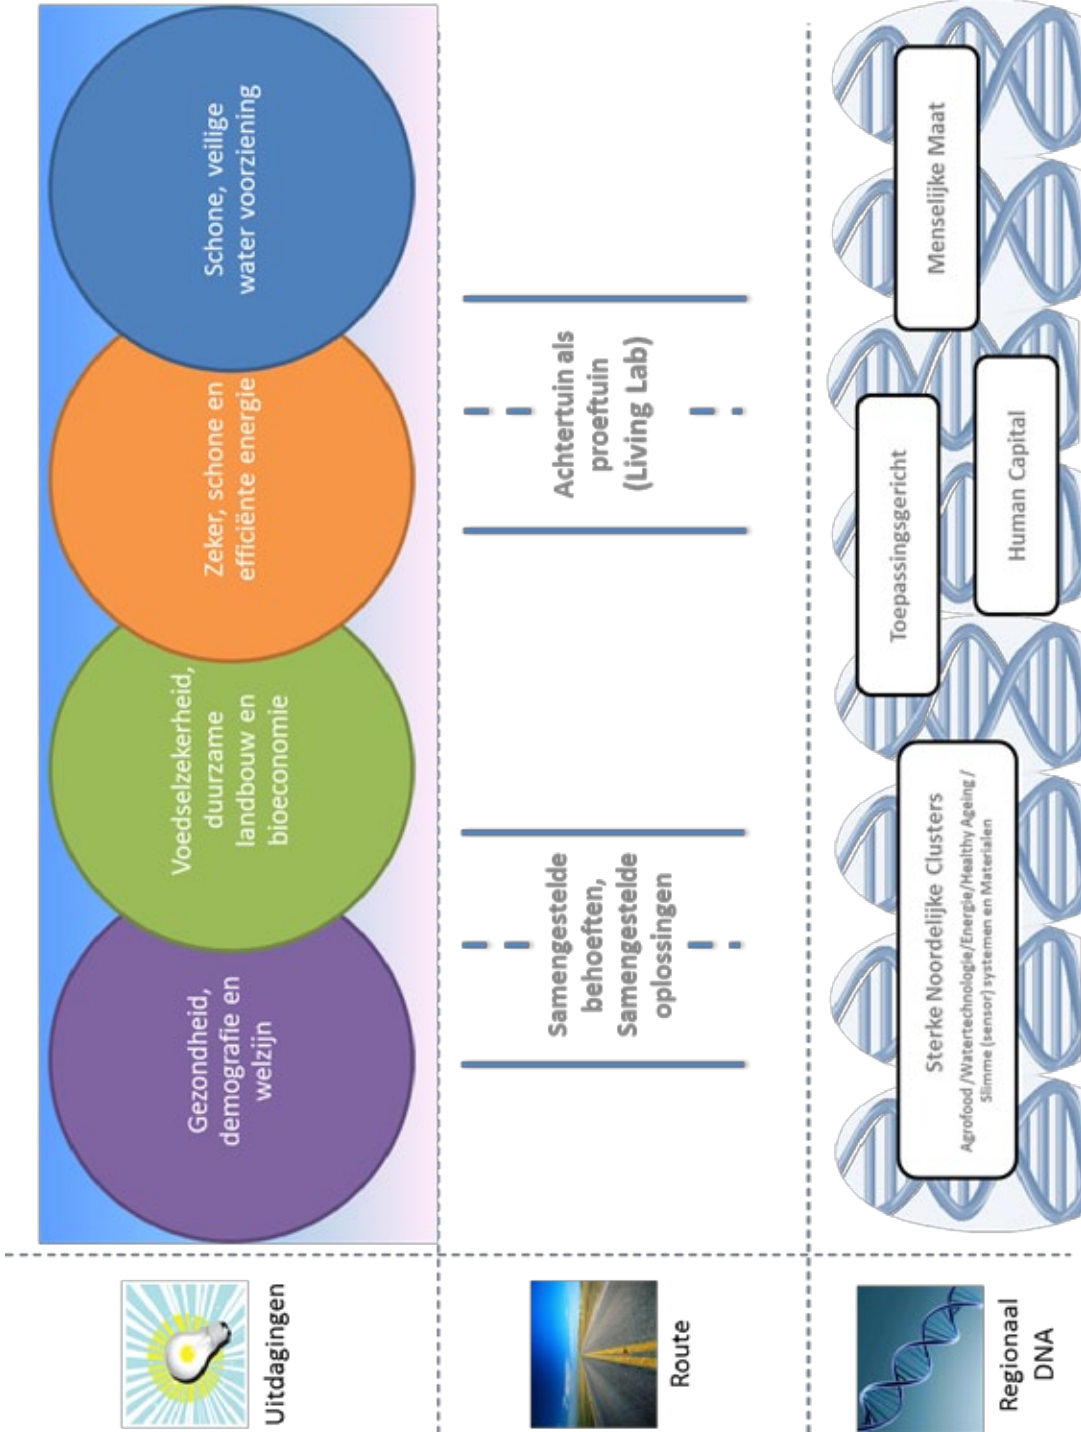 Uitdagingen
Gezondheid,
demografie en
welzijn
Voedselzekerheid,
duurzame
landbouw en
bioeconomie
Zeker, schone en
efficiënte energie
Schone, veilige
water voorziening
Route
Samengestelde
behoeften,
Samengestelde
oplossingen
Achtertuin als
proeftuin
(Living Lab)
Regionaal
DNA
Sterke Noordelijke Clusters
Agrofood /Watertechnologie/Energie/Healthy Ageing /
Slimme (sensor) systemen en Materialen
Toepassingsgericht
Human Capital
Menselijke Maat